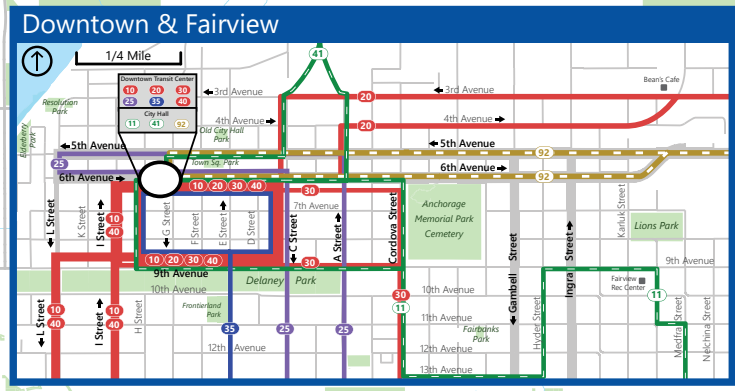 Downtown & Fairview
1/4 Mile
41
Downtown Transit Center
10 20 30
25 35 40
City Hall
11 41 92
Bean's Cafe
3rd Avenue
3rd Avenue
20
Resolution
Park
4th Avenue
4th Avenue
20
Old City Hall
Park
Elderberry
Park
5th Avenue
5th Avenue
92
25
Town Sq. Park
6th Avenue
6th Avenue
92
10 20 30 40
30
7th Avenue
L Street
K Street
I Street
10
40
G Street
F Street
E Street
D Street
C Street
A Street
Cordova Street
Anchorage
Memorial Park
Cemetery
Gambell Street
Ingra Street
Karluk Street
Lions Park
10 20 30 40
30
9th Avenue
9th Avenue
10th Avenue
Delaney Park
10th Avenue
Fairview
Rec Center
30
11
11
L Street
10
40
I Street
10
40
H Street
Frontierland
Park
35
25
25
11th Avenue
Fairbanks
Park
Hyder Street
Medfra Street
Nelchina Street
12th Avenue
12th Avenue
13th Avenue